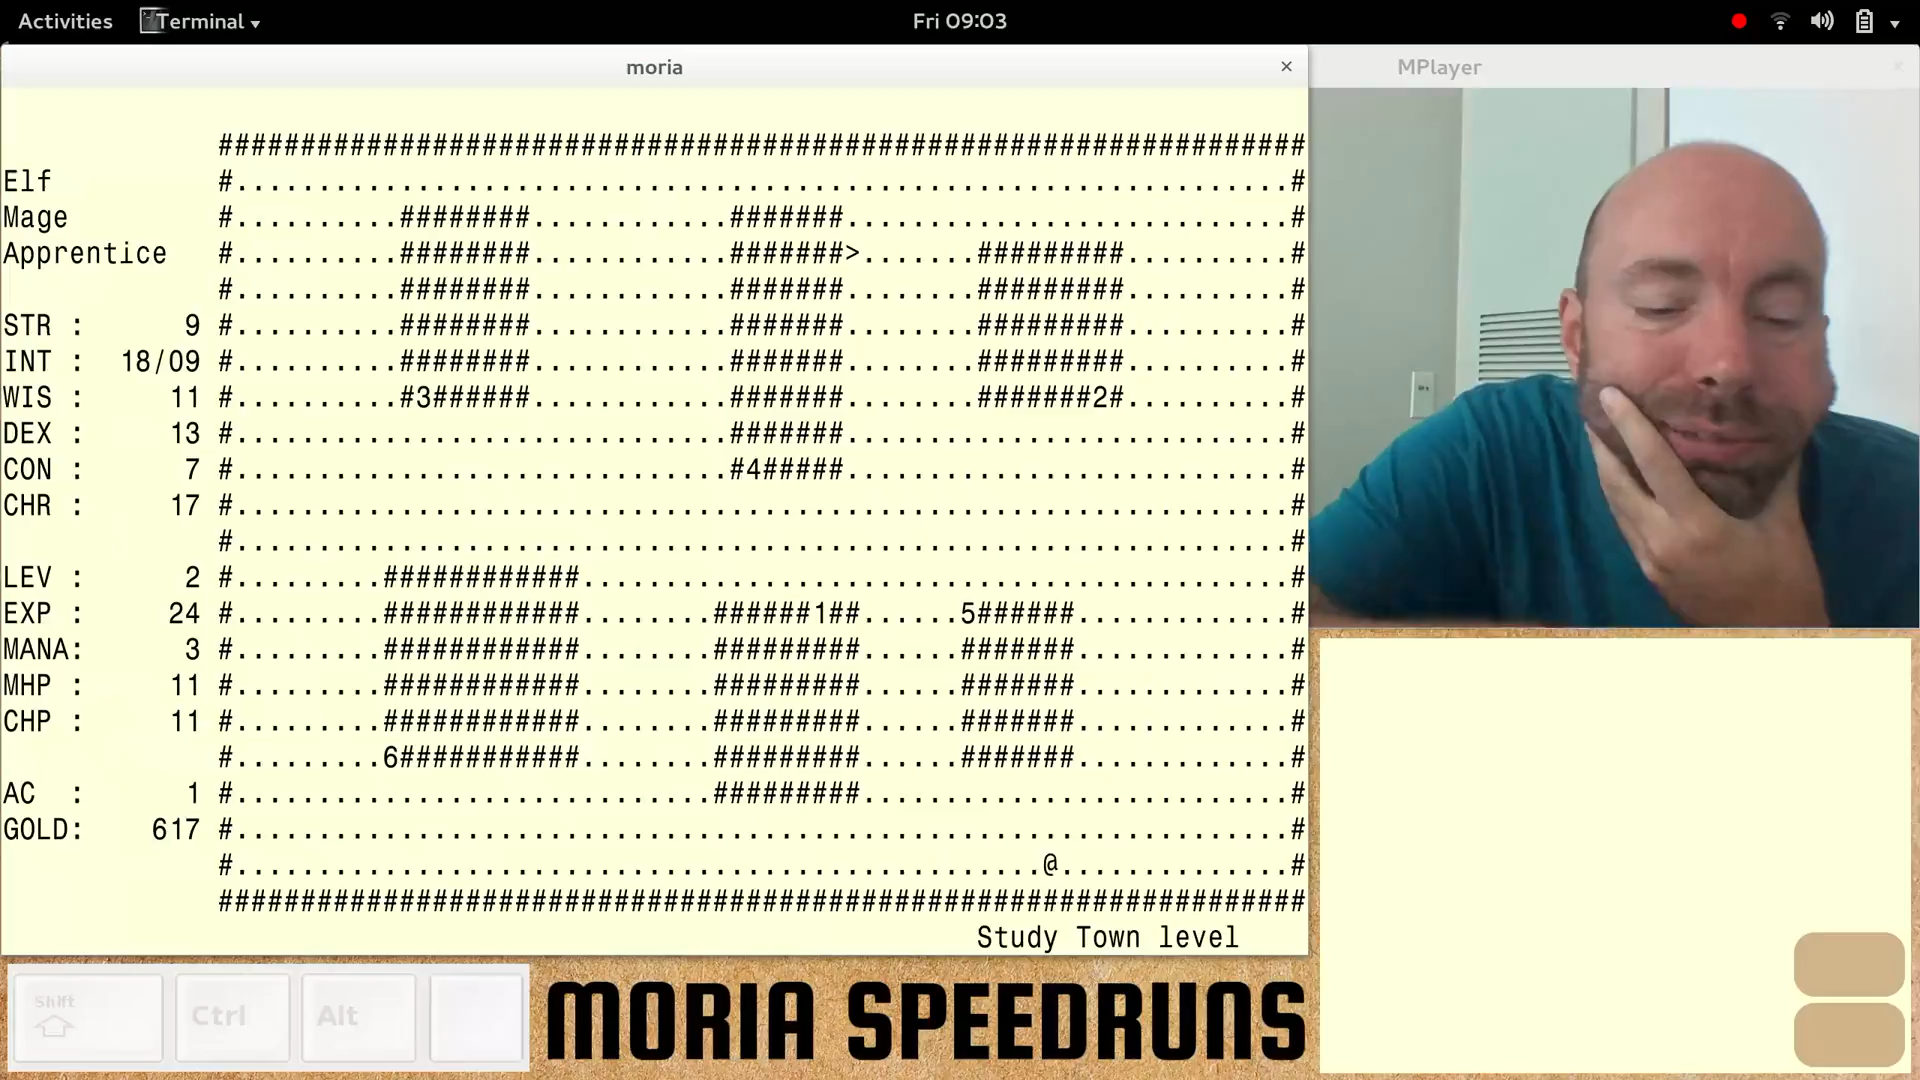 Activities Terminal Fri 09:03
moria × MPlayer ×
##################################################################
Elf #................................................................#
Mage #..........########............#######...........................#
Apprentice #..........########............#######>.......#########..........#
#..........########............#######........#########..........#
STR : 9 #..........########............#######........#########..........#
INT : 18/09 #..........########............#######........#########..........#
WIS : 11 #..........#3######............#######........#######2#..........#
DEX : 13 #..............................#######...........................#
CON : 7 #..............................#4#####...........................#
CHR : 17 #................................................................#
#................................................................#
LEV : 2 #.........############...........................................#
EXP : 24 #.........############........######1##......5######.............#
MANA: 3 #.........############........#########......#######.............#
MHP : 11 #.........############........#########......#######.............#
CHP : 11 #.........############........#########......#######.............#
#.........6###########........#########......#######.............#
AC : 1 #.............................#########..........................#
GOLD: 617 #................................................................#
#.................................................@..............#
##################################################################
Study Town level
Shift Ctrl Alt
MORIA SPEEDRUNS